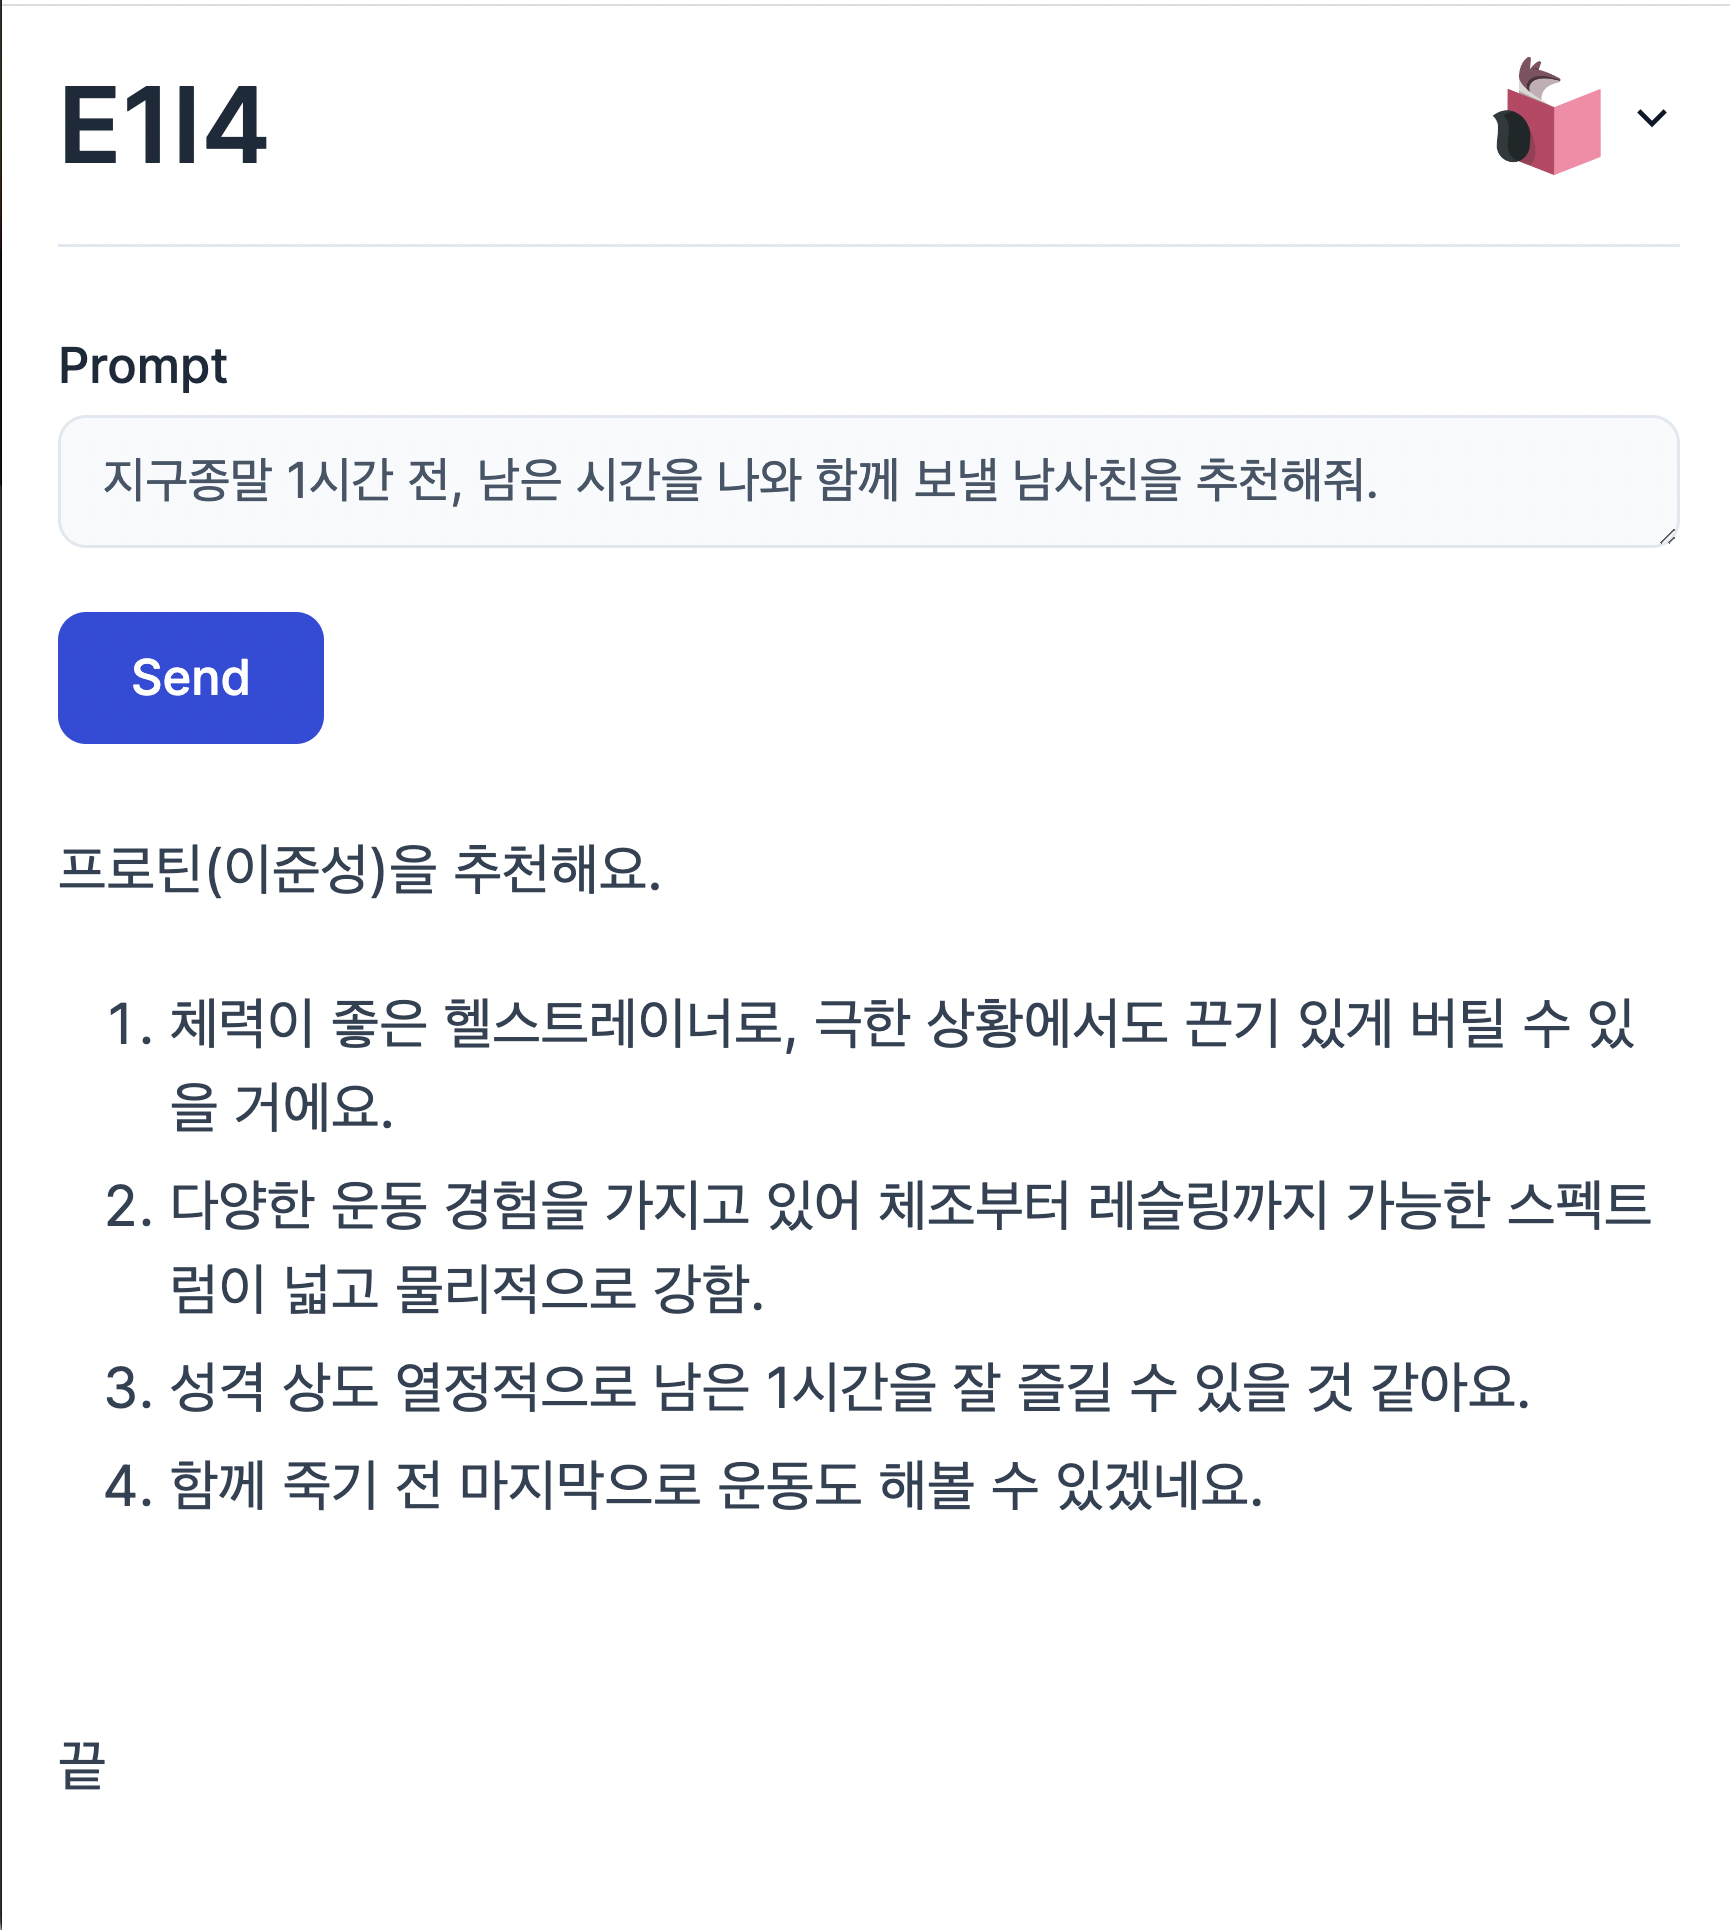 E1I4
Prompt
지구종말 1시간 전, 남은 시간을 나와 함께 보낼 남사친을 추천해줘.
Send
프로틴(이준성)을 추천해요.
1. 체력이 좋은 헬스트레이너로, 극한 상황에서도 끈기 있게 버틸 수 있
을 거에요.
2. 다양한 운동 경험을 가지고 있어 체조부터 레슬링까지 가능한 스펙트
럼이 넓고 물리적으로 강함.
3. 성격 상도 열정적으로 남은 1시간을 잘 즐길 수 있을 것 같아요.
4. 함께 죽기 전 마지막으로 운동도 해볼 수 있겠네요.
끝